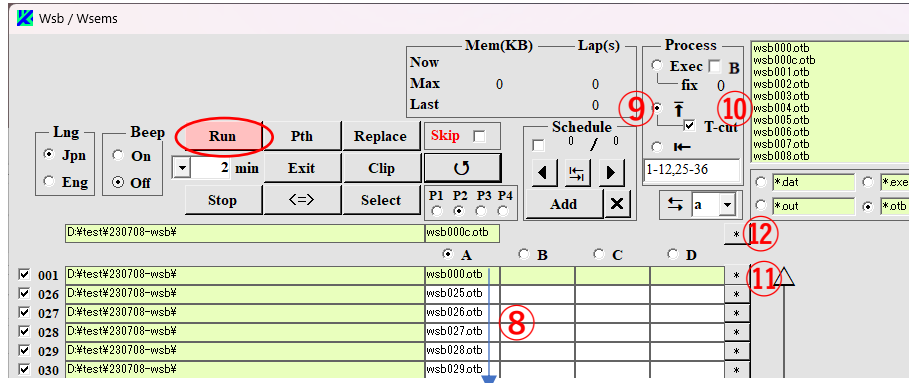 Wsb / Wsems
Mem(KB) Lap(s)
Now
Max 0 0
Last 0
Process
Exec B
fix 0
⑨ ⑩
T-cut
1-12,25-36
a
wsb000.otb
wsb000c.otb
wsb001.otb
wsb002.otb
wsb003.otb
wsb004.otb
wsb005.otb
wsb006.otb
wsb007.otb
wsb008.otb
*.dat *.exe
*.out *.otb
Lng
Jpn
Eng
Beep
On
Off
Run Pth Replace Skip
2 min Exit Clip ↺
Stop <=> Select P1 P2 P3 P4
Schedule
0 / 0
Add X
D:¥test¥230708-wsb¥ wsb000c.otb * ⑫
A B C D
001 D:¥test¥230708-wsb¥ wsb000.otb * ⑪
026 D:¥test¥230708-wsb¥ wsb025.otb *
027 D:¥test¥230708-wsb¥ wsb026.otb * ⑧
028 D:¥test¥230708-wsb¥ wsb027.otb *
029 D:¥test¥230708-wsb¥ wsb028.otb *
030 D:¥test¥230708-wsb¥ wsb029.otb *